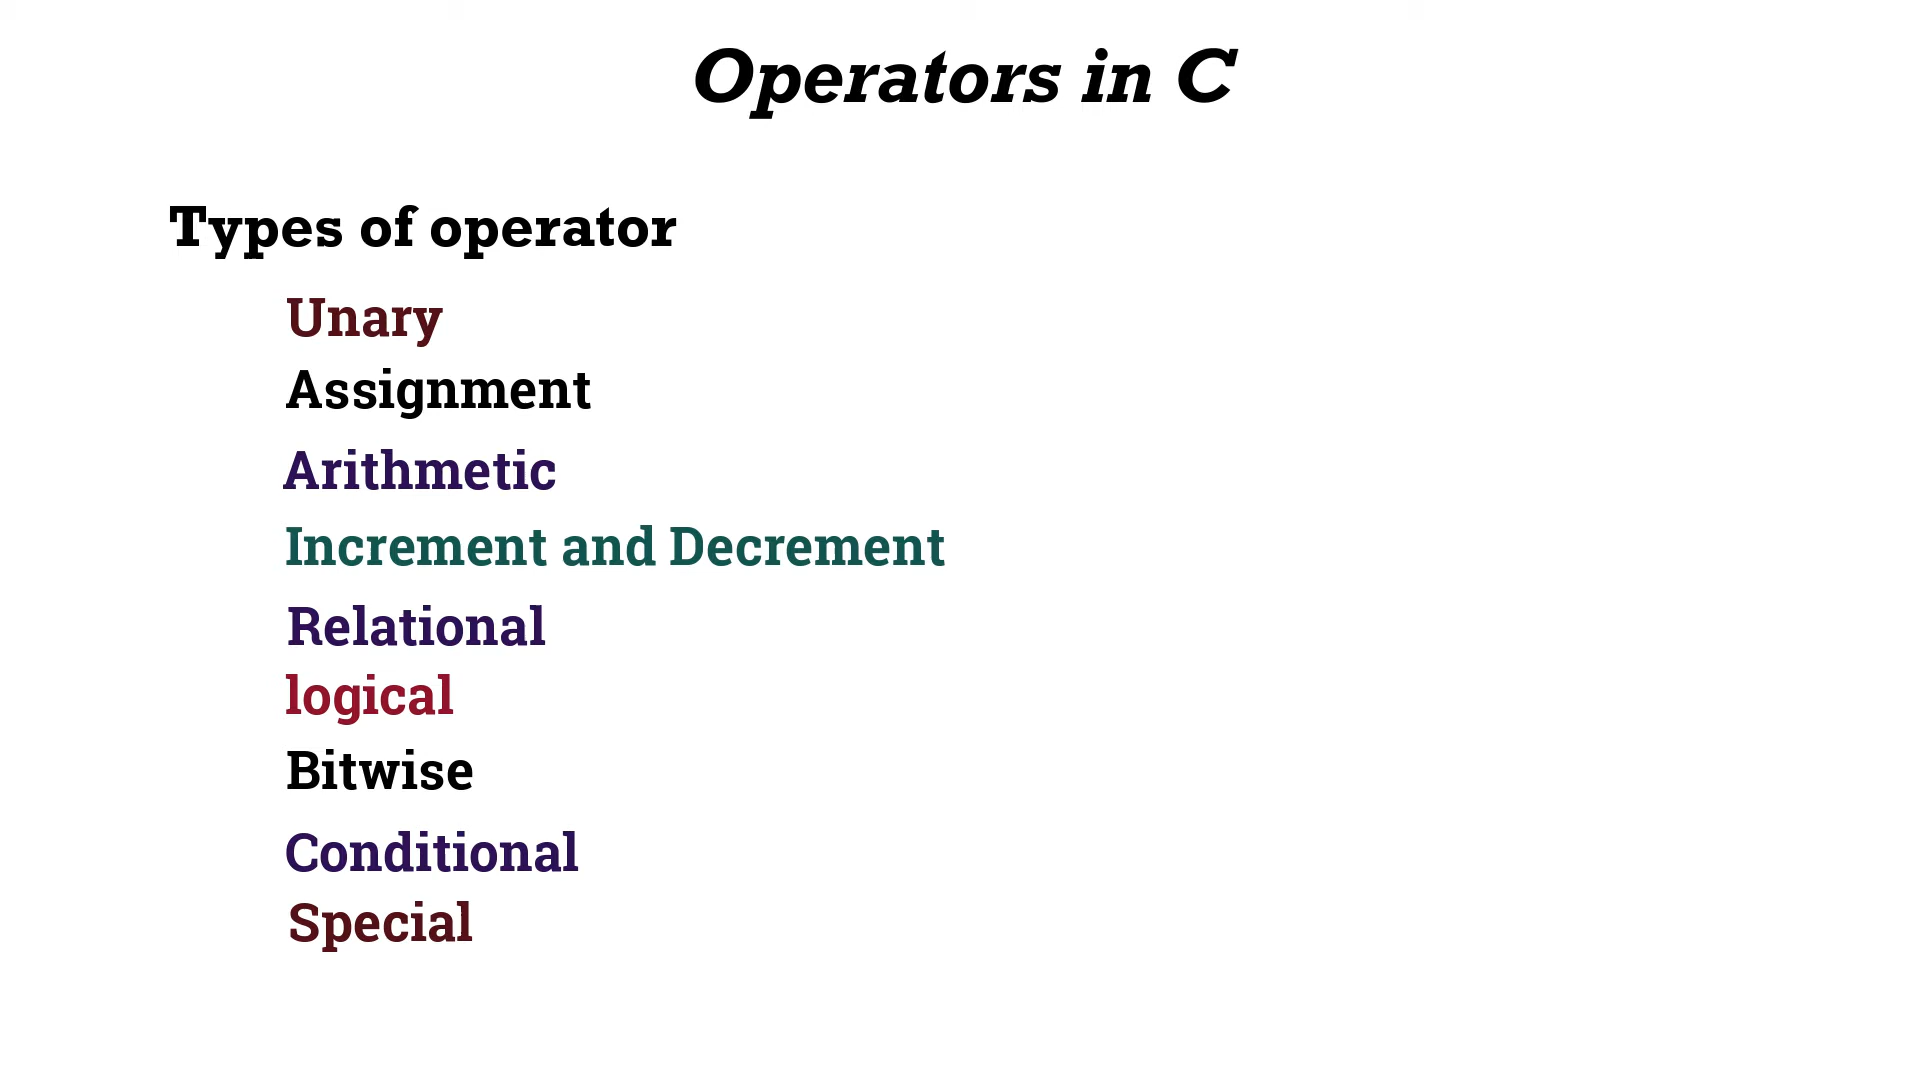 Operators in C
Types of operator
Unary
Assignment
Arithmetic
Increment and Decrement
Relational
logical
Bitwise
Conditional
Special